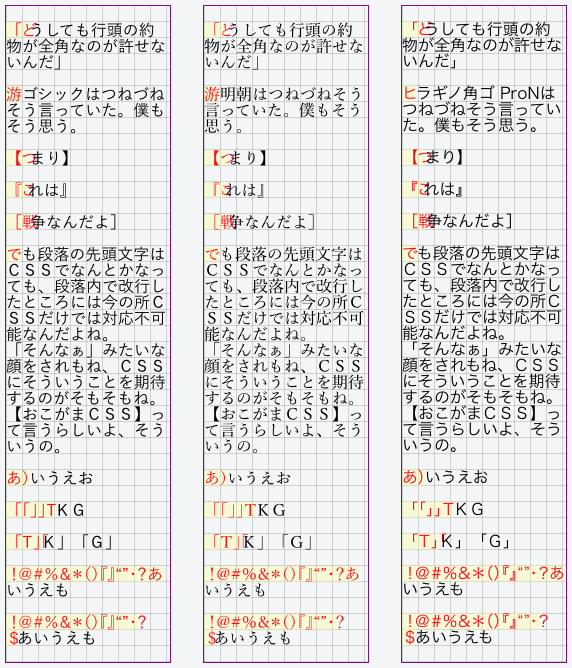 「どうしても行頭の約
物が全角なのが許せな
いんだ」
游ゴシックはつねづね
そう言っていた。僕も
そう思う。
【つまり】
『これは』
［戦争なんだよ］
でも段落の先頭文字は
ＣＳＳでなんとかなっ
ても、段落内で改行し
たところには今の所Ｃ
ＳＳだけでは対応不可
能なんだよね。
「そんなぁ」みたいな
顔をされもね、ＣＳＳ
にそういうことを期待
するのがそもそもね。
【おこがまＣＳＳ】っ
て言うらしいよ、そう
いうの。
あ）いうえお
「「「」」ＴＫＧ
「Ｔ」「Ｋ」「Ｇ」
！＠＃％＆＊（）『』“”・？あ
いうえも
！＠＃％＆＊（）『』“”・？
＄あいうえも
「どうしても行頭の約
物が全角なのが許せな
いんだ」
游明朝はつねづねそう
言っていた。僕もそう
思う。
【つまり】
『これは』
［戦争なんだよ］
でも段落の先頭文字は
ＣＳＳでなんとかなっ
ても、段落内で改行し
たところには今の所Ｃ
ＳＳだけでは対応不可
能なんだよね。
「そんなぁ」みたいな
顔をされもね、ＣＳＳ
にそういうことを期待
するのがそもそもね。
【おこがまＣＳＳ】っ
て言うらしいよ、そう
いうの。
あ）いうえお
「「「」」ＴＫＧ
「Ｔ」「Ｋ」「Ｇ」
！＠＃％＆＊（）『』“”・？あ
いうえも
！＠＃％＆＊（）『』“”・？
＄あいうえも
「どうしても行頭の約
物が全角なのが許せな
いんだ」
ヒラギノ角ゴ ProNは
つねづねそう言ってい
た。僕もそう思う。
【つまり】
『これは』
［戦争なんだよ］
でも段落の先頭文字は
ＣＳＳでなんとかなっ
ても、段落内で改行し
たところには今の所Ｃ
ＳＳだけでは対応不可
能なんだよね。
「そんなぁ」みたいな
顔をされもね、ＣＳＳ
にそういうことを期待
するのがそもそもね。
【おこがまＣＳＳ】っ
て言うらしいよ、そう
いうの。
あ）いうえお
「「」」ＴＫＧ
「Ｔ」「Ｋ」「Ｇ」
！＠＃％＆＊（）『』“”・？あ
いうえも
！＠＃％＆＊（）『』“”・？
＄あいうえも